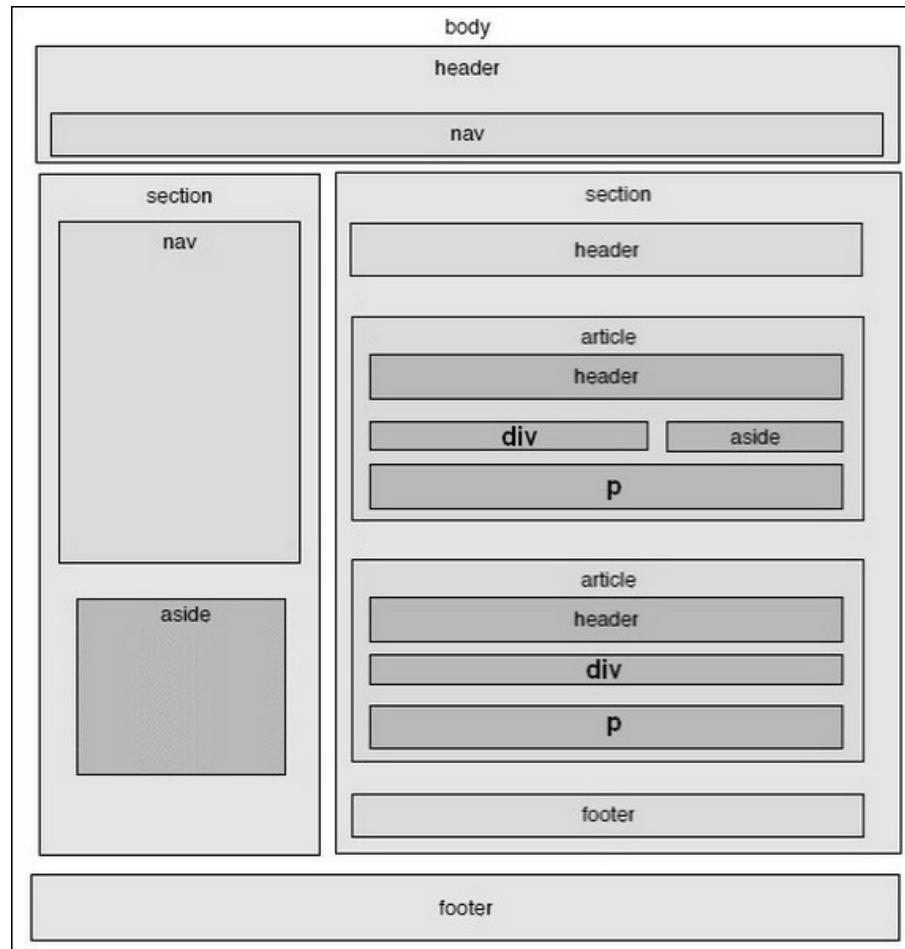 body
header
nav
section
nav
aside
section
header
article
header
div
aside
p
article
header
div
p
footer
footer